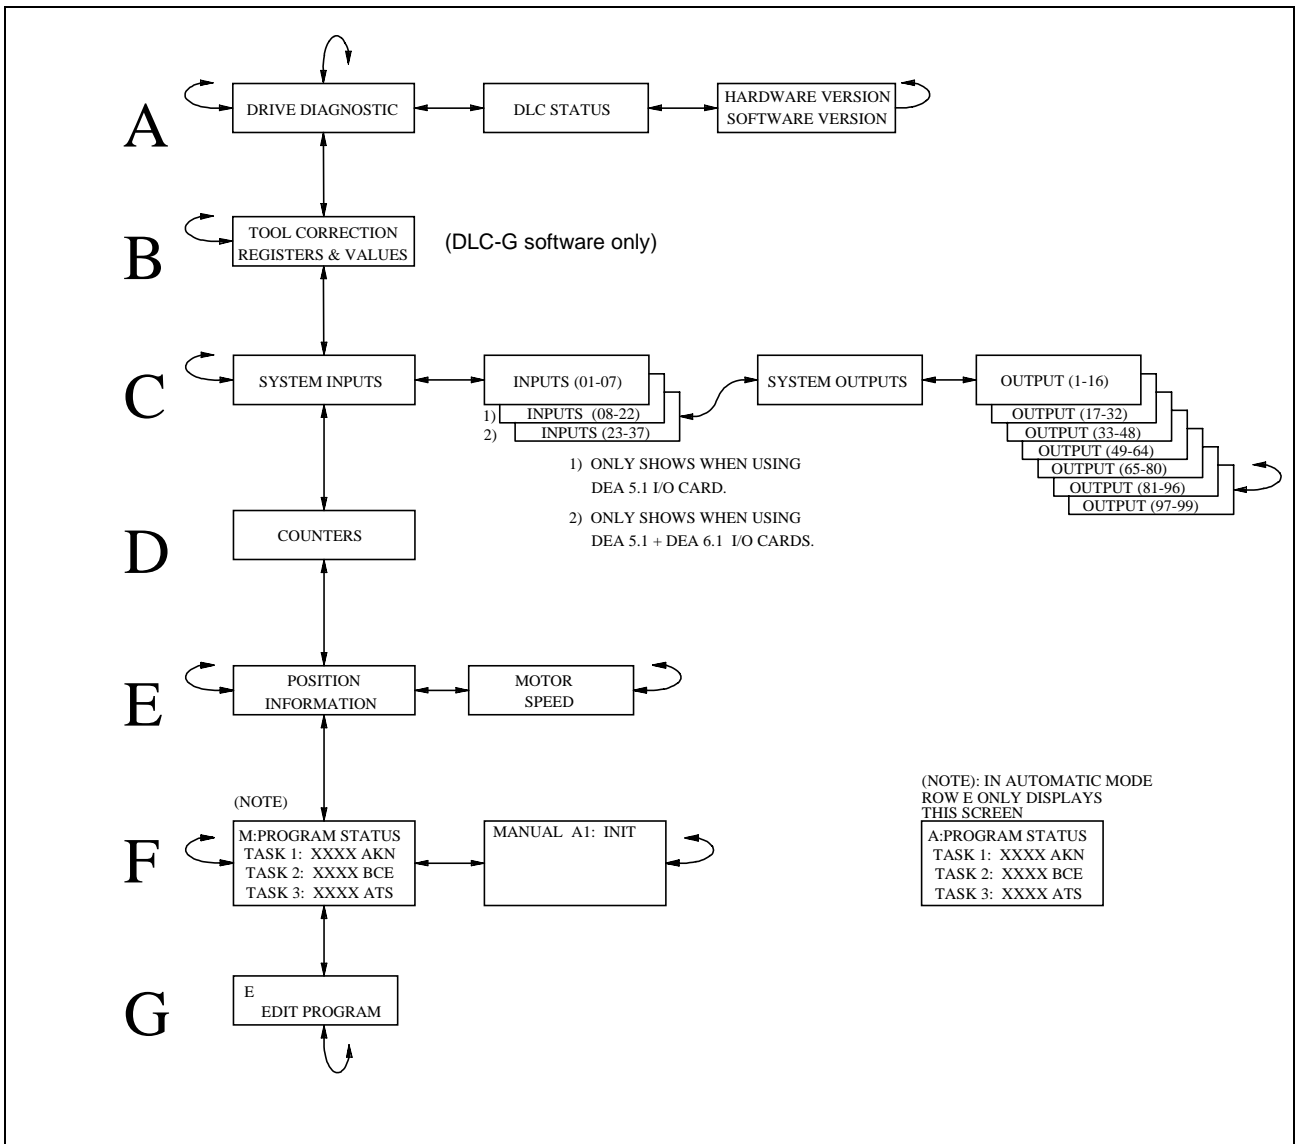 A
DRIVE DIAGNOSTIC
DLC STATUS
HARDWARE VERSION
SOFTWARE VERSION
B
TOOL CORRECTION
REGISTERS & VALUES
(DLC-G software only)
C
SYSTEM INPUTS
INPUTS (01-07)
1) INPUTS (08-22)
2) INPUTS (23-37)
SYSTEM OUTPUTS
OUTPUT (1-16)
OUTPUT (17-32)
OUTPUT (33-48)
OUTPUT (49-64)
OUTPUT (65-80)
OUTPUT (81-96)
OUTPUT (97-99)
1) ONLY SHOWS WHEN USING
DEA 5.1 I/O CARD.
2) ONLY SHOWS WHEN USING
DEA 5.1 + DEA 6.1 I/O CARDS.
D
COUNTERS
E
POSITION
INFORMATION
MOTOR
SPEED
F
(NOTE)
M:PROGRAM STATUS
TASK 1: XXXX AKN
TASK 2: XXXX BCE
TASK 3: XXXX ATS
MANUAL A1: INIT
(NOTE): IN AUTOMATIC MODE
ROW E ONLY DISPLAYS
THIS SCREEN
A:PROGRAM STATUS
TASK 1: XXXX AKN
TASK 2: XXXX BCE
TASK 3: XXXX ATS
G
E
EDIT PROGRAM